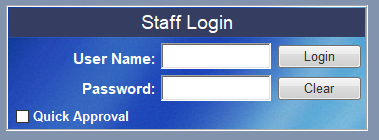 Staff Login
User Name: Login
Password: Clear
Quick Approval